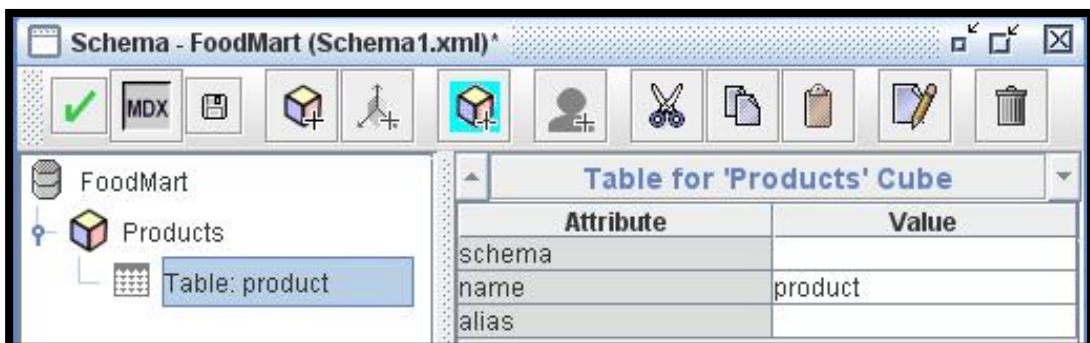 Schema - FoodMart (Schema1.xml)*
MDX
FoodMart
Products
Table: product
Table for 'Products' Cube
Attribute Value
schema
name product
alias